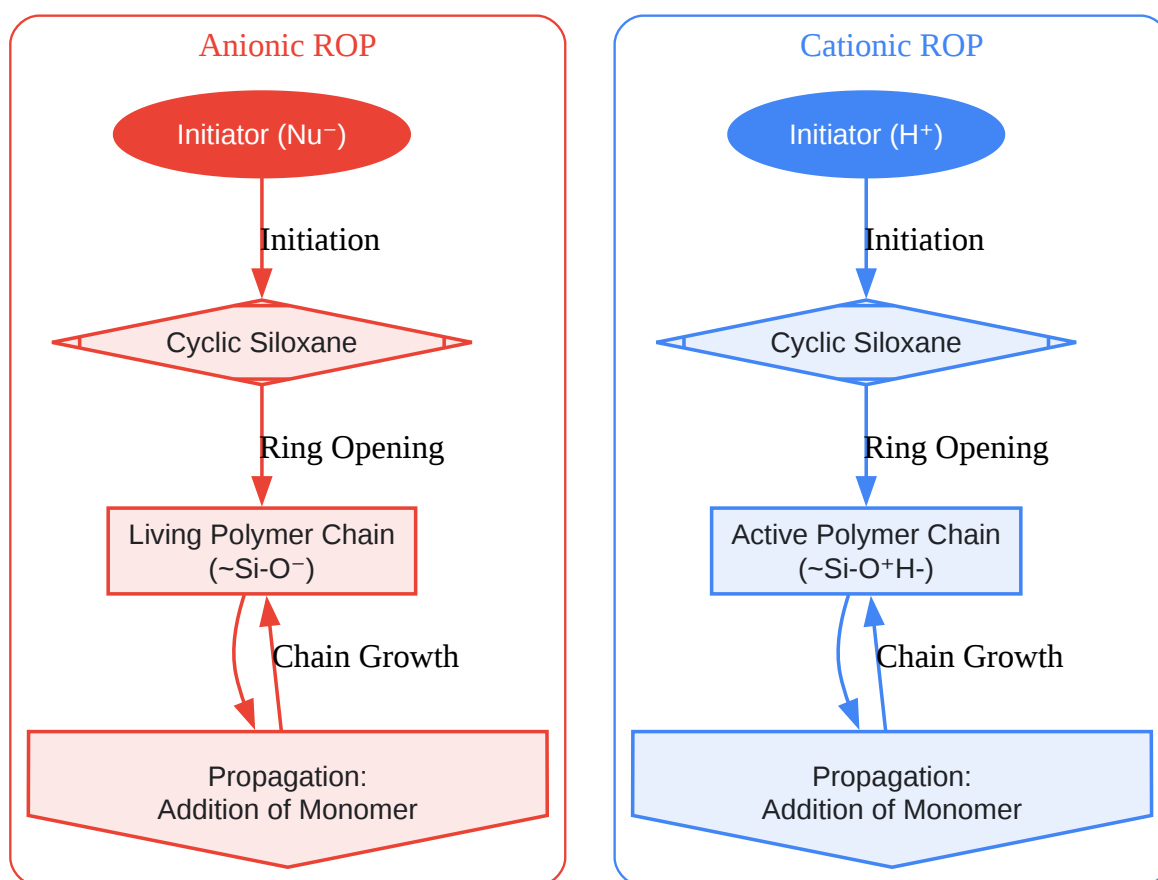 Anionic ROP
Initiator (Nu⁻)
Initiation
Cyclic Siloxane
Ring Opening
Living Polymer Chain
(~Si-O⁻)
Chain Growth
Propagation:
Addition of Monomer
Cationic ROP
Initiator (H⁺)
Initiation
Cyclic Siloxane
Ring Opening
Active Polymer Chain
(~Si-O⁺H-)
Chain Growth
Propagation:
Addition of Monomer